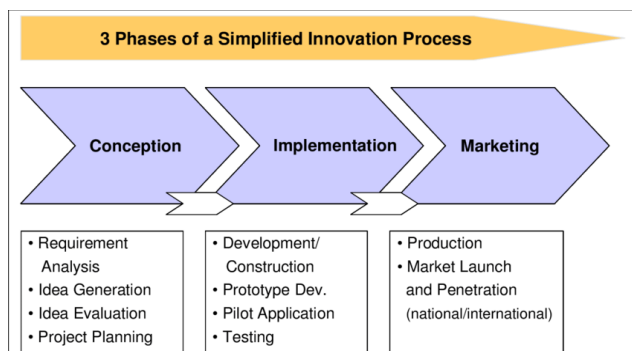 3 Phases of a Simplified Innovation Process
Conception
Implementation
Marketing
• Requirement
Analysis
• Idea Generation
• Idea Evaluation
• Project Planning
• Development/
Construction
• Prototype Dev.
• Pilot Application
• Testing
• Production
• Market Launch
and Penetration
(national/international)